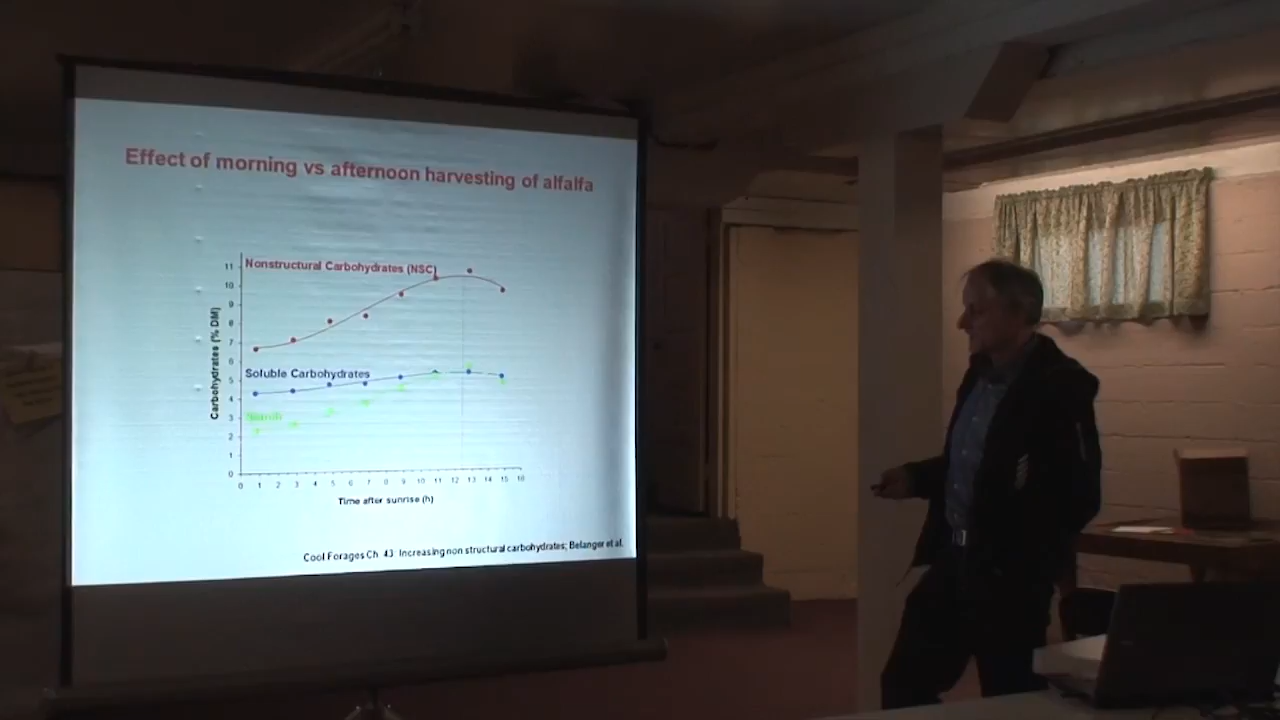 Effect of morning vs afternoon harvesting of alfalfa
Nonstructural Carbohydrates (NSC)
Soluble Carbohydrates
Starch
Carbohydrates (% DM)
11
10
9
8
7
6
5
4
3
2
1
0
0 1 2 3 4 5 6 7 8 9 10 11 12 13 14 15 16
Time after sunrise (h)
Cool Forages Ch 43 Increasing non structural carbohydrates; Belanger et al.